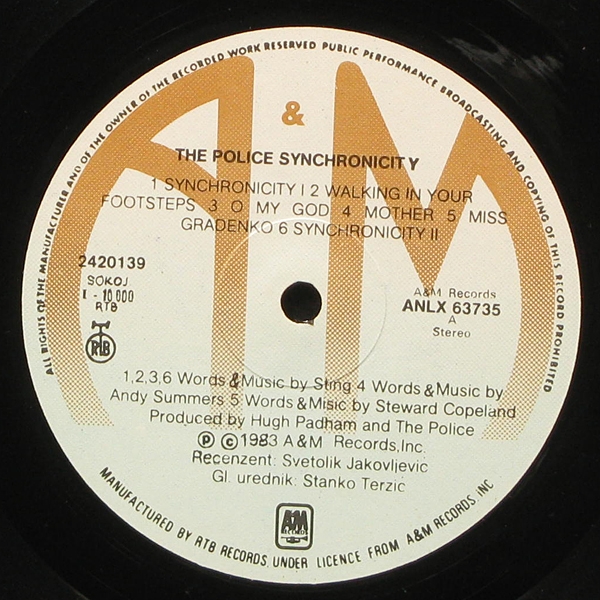 ALL RIGHTS OF THE MANUFACTURER AND OF THE OWNER OF THE RECORDED WORK RESERVED PUBLIC PERFORMANCE BROADCASTING AND COPYING OF THIS RECORD PROHIBITED
A & M
THE POLICE SYNCHRONICITY
1 SYNCHRONICITY I 2 WALKING IN YOUR
FOOTSTEPS 3 O MY GOD 4 MOTHER 5 MISS
GRADENKO 6 SYNCHRONICITY II
2420139
SOKOJ
I - 10 000
RTB
RTB
A&M Records
ANLX 63735
A
Stereo
1,2,3,6 Words & Music by Sting 4 Words & Music by
Andy Summers 5 Words & Misic by Steward Copeland
Produced by Hugh Padham and The Police
Ⓟ © 1983 A&M Records, Inc.
Recenzent: Svetolik Jakovljevic
Gl. urednik: Stanko Terzic
A&M
RECORDS
MANUFACTURED BY RTB RECORDS, UNDER LICENCE FROM A&M RECORDS, INC